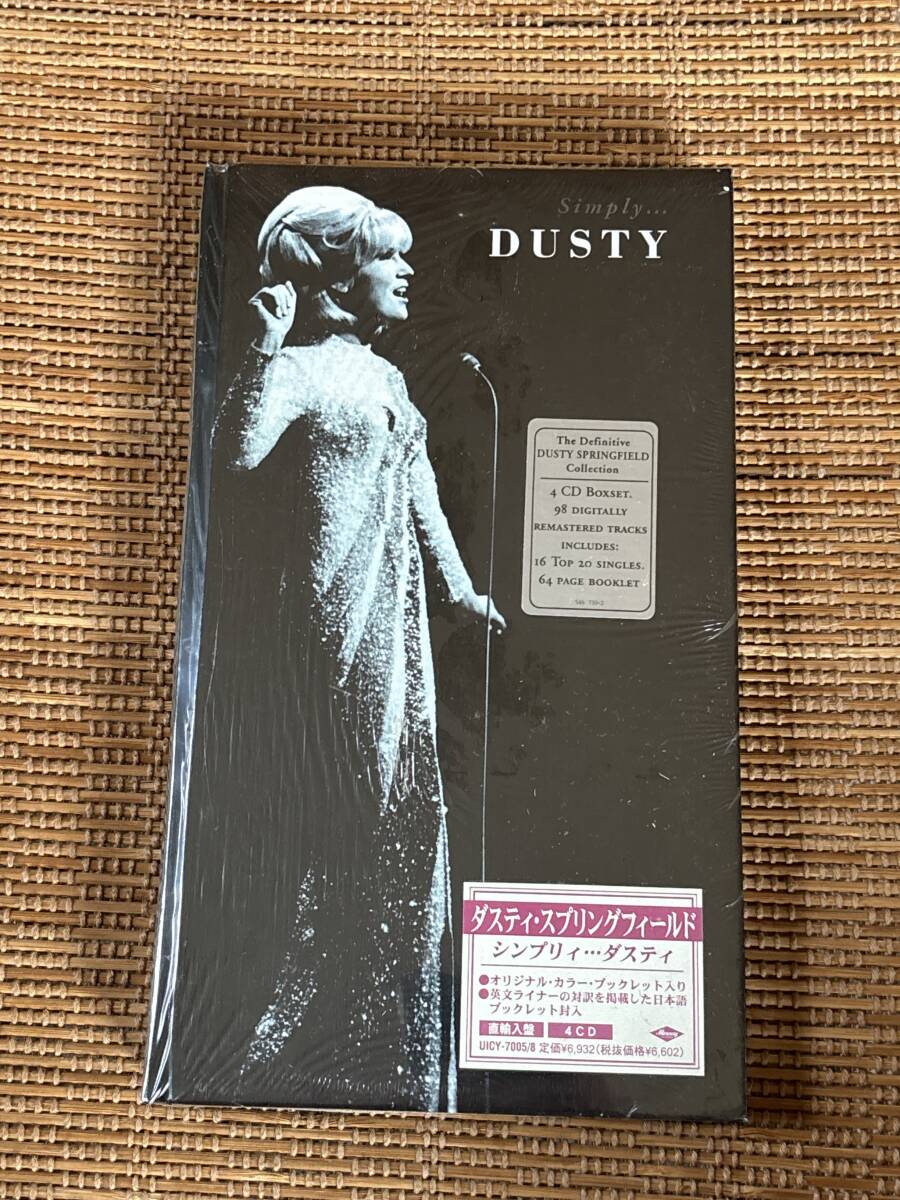 Simply...
DUSTY
The Definitive
DUSTY SPRINGFIELD
Collection
4 CD BOXSET.
98 DIGITALLY
REMASTERED TRACKS
INCLUDES:
16 TOP 20 SINGLES.
64 PAGE BOOKLET
ダスティ・スプリングフィールド
シンプリィ…ダスティ
●オリジナル・カラー・ブックレット入り
●英文ライナーの対訳を掲載した日本語
ブックレット封入
直輸入盤 4CD
UICY-7005/8 定価¥6,932(税抜価格¥6,602)